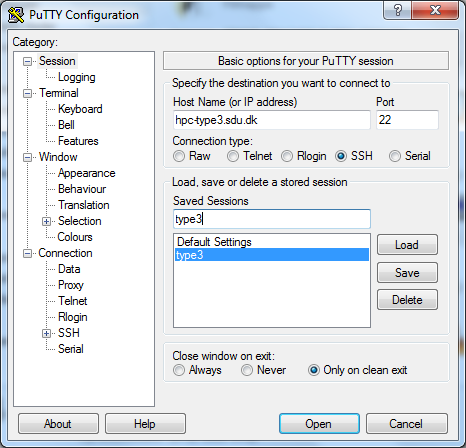 PuTTY Configuration
Category:
Session
Logging
Terminal
Keyboard
Bell
Features
Window
Appearance
Behaviour
Translation
Selection
Colours
Connection
Data
Proxy
Telnet
Rlogin
SSH
Serial
Basic options for your PuTTY session
Specify the destination you want to connect to
Host Name (or IP address) Port
hpc-type3.sdu.dk 22
Connection type:
Raw Telnet Rlogin SSH Serial
Load, save or delete a stored session
Saved Sessions
type3
Default Settings
type3
Load
Save
Delete
Close window on exit:
Always Never Only on clean exit
About Help Open Cancel